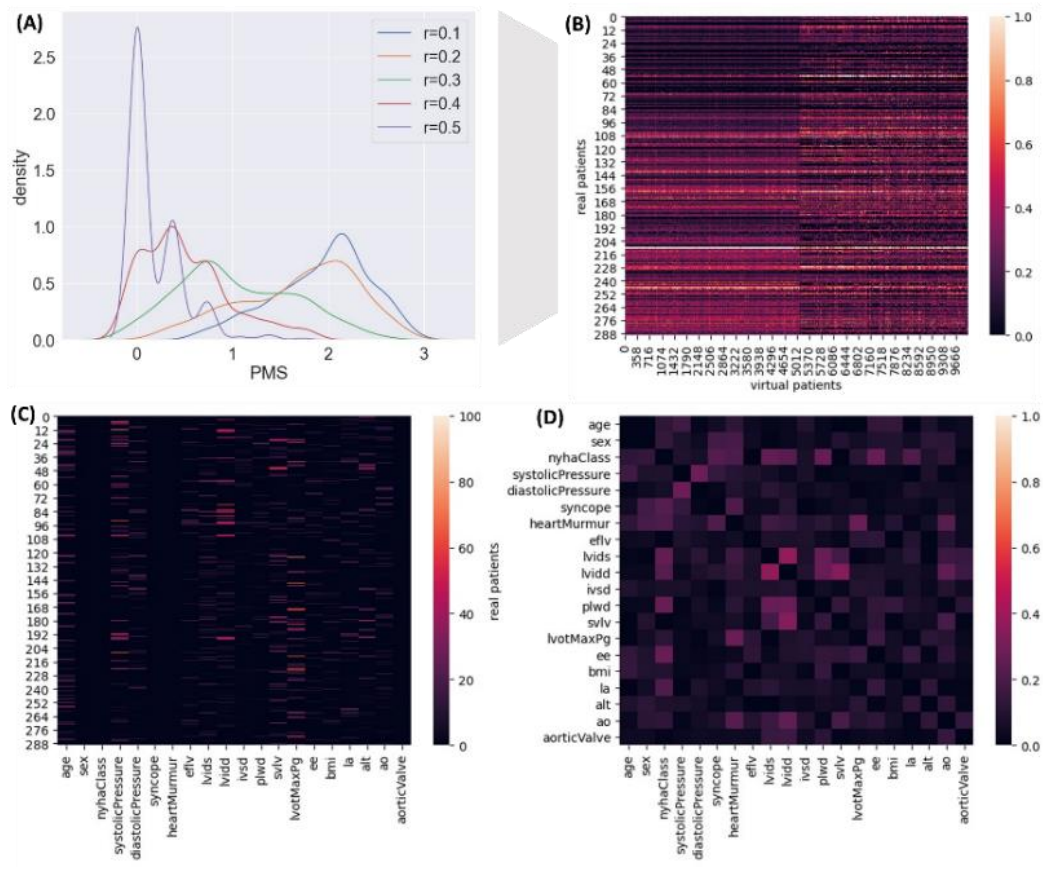 (A)
r=0.1
r=0.2
r=0.3
r=0.4
r=0.5
2.5
2.0
1.5
1.0
0.5
0.0
density
0 1 2 3
PMS
(B)
0
12
24
36
48
60
72
84
96
108
120
132
144
156
168
180
192
204
216
228
240
252
264
276
288
real patients
0 358 716 1074 1432 1790 2148 2506 2864 3222 3580 3938 4296 4654 5012 5370 5728 6086 6444 6802 7160 7518 7876 8234 8592 8950 9308 9666
virtual patients
1.0
0.8
0.6
0.4
0.2
0.0
(C)
0
12
24
36
48
60
72
84
96
108
120
132
144
156
168
180
192
204
216
228
240
252
264
276
288
age sex nyhaClass systolicPressure diastolicPressure syncope heartMurmur eflv lvids lvidd ivsd plwd svlv lvotMaxPg ee bmi la alt ao aorticValve
100
80
60
40
20
0
real patients
(D)
age
sex
nyhaClass
systolicPressure
diastolicPressure
syncope
heartMurmur
eflv
lvids
lvidd
ivsd
plwd
svlv
lvotMaxPg
ee
bmi
la
alt
ao
aorticValve
age sex nyhaClass systolicPressure diastolicPressure syncope heartMurmur eflv lvids lvidd ivsd plwd svlv lvotMaxPg ee bmi la alt ao aorticValve
1.0
0.8
0.6
0.4
0.2
0.0